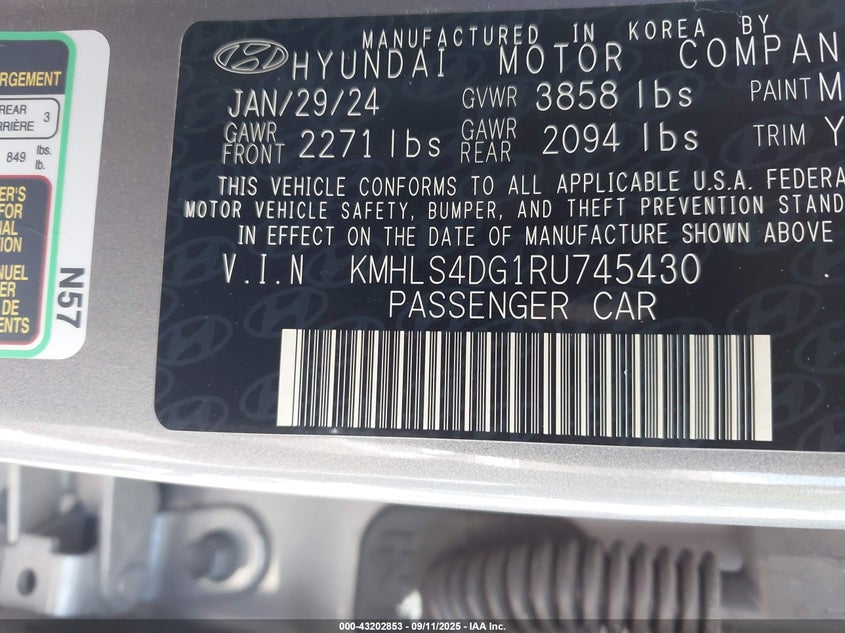 MANUFACTURED IN KOREA BY
HYUNDAI MOTOR COMPAN
JAN/29/24 GVWR 3858 lbs PAINT M
GAWR FRONT 2271 lbs GAWR REAR 2094 lbs TRIM Y
THIS VEHICLE CONFORMS TO ALL APPLICABLE U.S.A. FEDERA
MOTOR VEHICLE SAFETY, BUMPER, AND THEFT PREVENTION STAND
IN EFFECT ON THE DATE OF MANUFACTURE SHOWN ABOVE
V.I.N KMHLS4DG1RU745430
PASSENGER CAR
RGEMENT
REAR
RRIÈRE 3
849 lbs.
lb.
ER'S
FOR
NAL
TION
NUEL
ER
DE
ENTS
N57
000-43202853 - 09/11/2025 - IAA Inc.